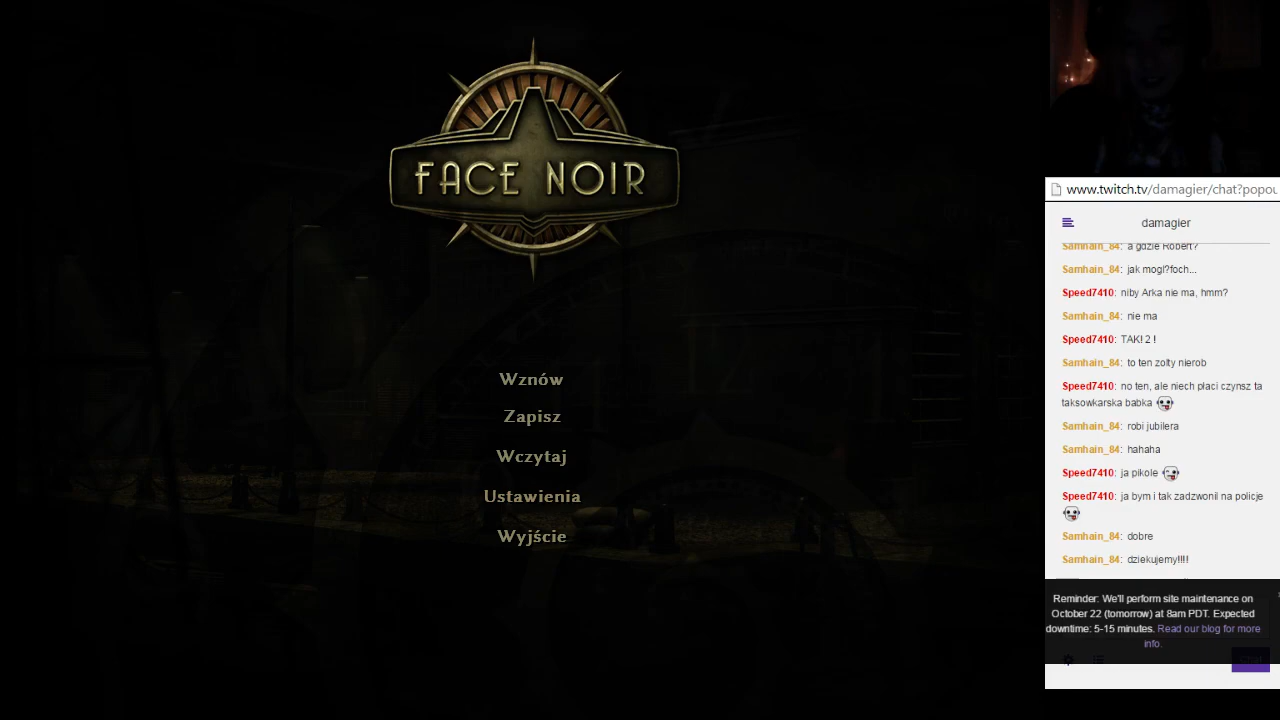 FACE NOIR
Wznów
Zapisz
Wczytaj
Ustawienia
Wyjście
www.twitch.tv/damagier/chat?popou
damagier
Samhain_84: a gdzie Robert?
Samhain_84: jak mogl?foch...
Speed7410: niby Arka nie ma, hmm?
Samhain_84: nie ma
Speed7410: TAK! 2 !
Samhain_84: to ten zolty nierob
Speed7410: no ten, ale niech płaci czynsz ta
taksowkarska babka
Samhain_84: robi jubilera
Samhain_84: hahaha
Speed7410: ja pikole
Speed7410: ja bym i tak zadzwonil na policje
Samhain_84: dobre
Samhain_84: dziekujemy!!!!
Reminder: We'll perform site maintenance on
October 22 (tomorrow) at 8am PDT. Expected
downtime: 5-15 minutes. Read our blog for more
info.